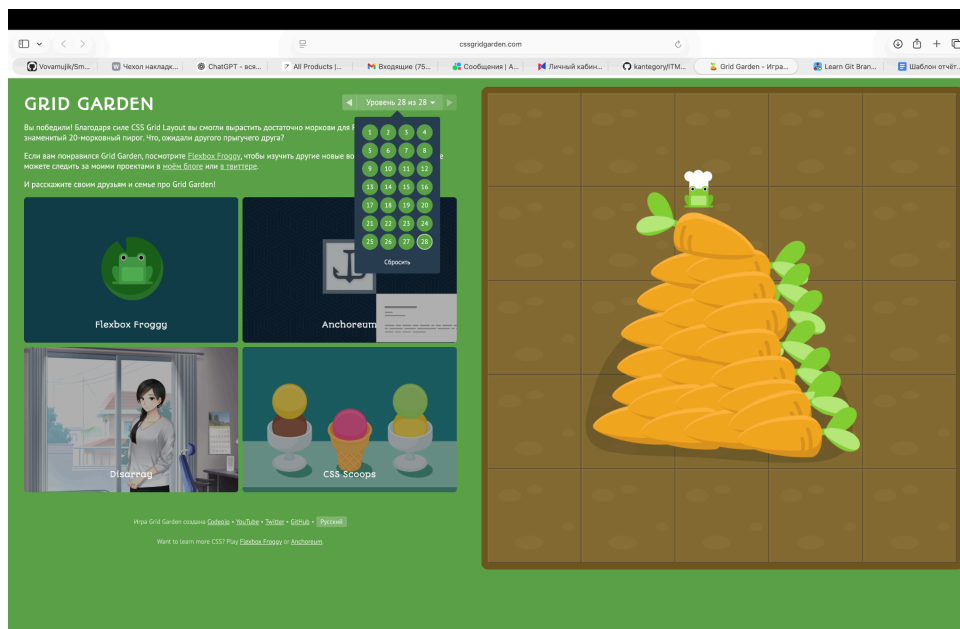 cssgridgarden.com
Vovamujik/Sm...
Чехол накладк...
ChatGPT - вся...
All Products |...
Входящие (75...
Сообщения | A...
Личный кабин...
kantegory/ITM...
Grid Garden - Игра...
Learn Git Bran...
Шаблон отчёт...
GRID GARDEN
Уровень 28 из 28
Вы победили! Благодаря силе CSS Grid Layout вы смогли вырастить достаточно моркови для
знаменитый 20-морковный пирог. Что, ожидали другого прыгучего друга?
Если вам понравился Grid Garden, посмотрите Flexbox Froggy, чтобы изучить другие новые
можете следить за моими проектами в моём блоге или в твиттере.
И расскажите своим друзьям и семье про Grid Garden!
1 2 3 4
5 6 7 8
9 10 11 12
13 14 15 16
17 18 19 20
21 22 23 24
25 26 27 28
Сбросить
Flexbox Froggy
Anchoreum
Disarray
CSS Scoops
Игра Grid Garden создана Codepip • YouTube • Twitter • GitHub • Русский
Want to learn more CSS? Play Flexbox Froggy or Anchoreum.